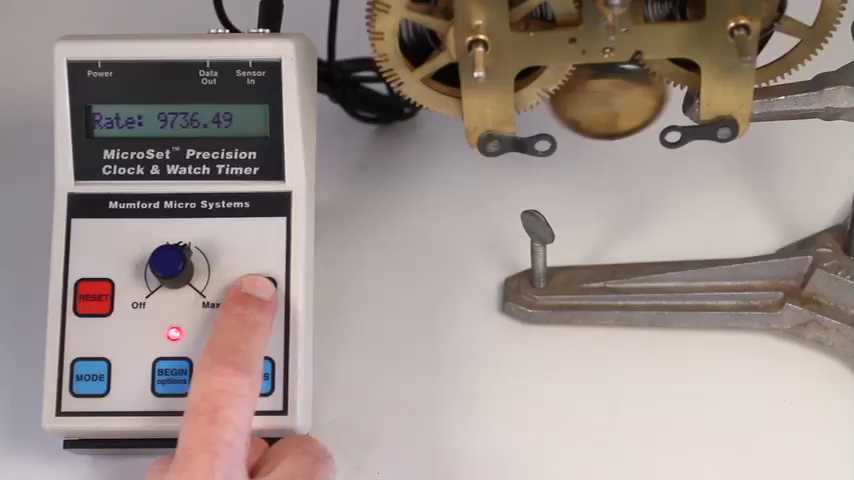 Power
Data
Out
Sensor
In
Rate: 9736.49
MicroSet™ Precision
Clock & Watch Timer
Mumford Micro Systems
Off
Max
RESET
MODE
BEGIN
options